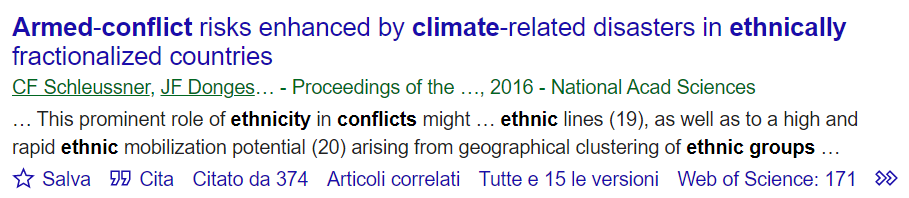 Armed-conflict risks enhanced by climate-related disasters in ethnically
fractionalized countries
CF Schleussner, JF Donges… - Proceedings of the …, 2016 - National Acad Sciences
… This prominent role of ethnicity in conflicts might … ethnic lines (19), as well as to a high and
rapid ethnic mobilization potential (20) arising from geographical clustering of ethnic groups …
Salva Cita Citato da 374 Articoli correlati Tutte e 15 le versioni Web of Science: 171